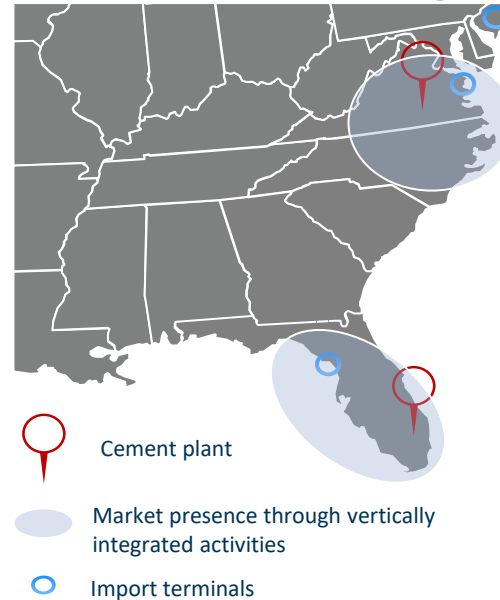 Cement plant
Market presence through vertically
integrated activities
Import terminals